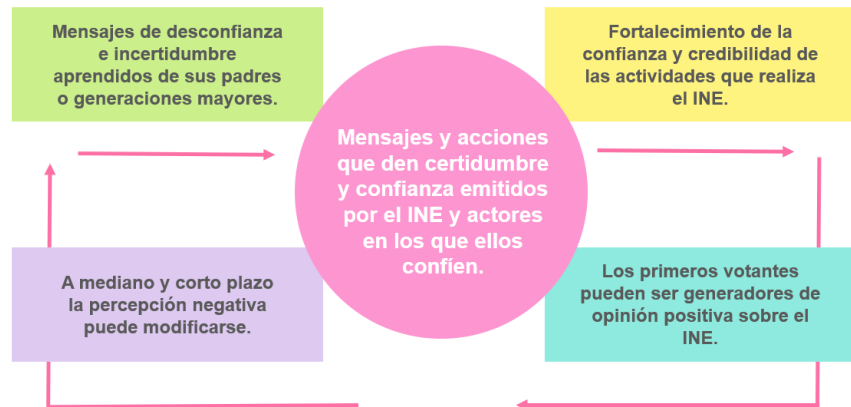 Mensajes de desconfianza
e incertidumbre
aprendidos de sus padres
o generaciones mayores.
Mensajes y acciones
que den certidumbre
y confianza emitidos
por el INE y actores
en los que ellos
confíen.
Fortalecimiento de la
confianza y credibilidad de
las actividades que realiza
el INE.
Los primeros votantes
pueden ser generadores de
opinión positiva sobre el
INE.
A mediano y corto plazo
la percepción negativa
puede modificarse.